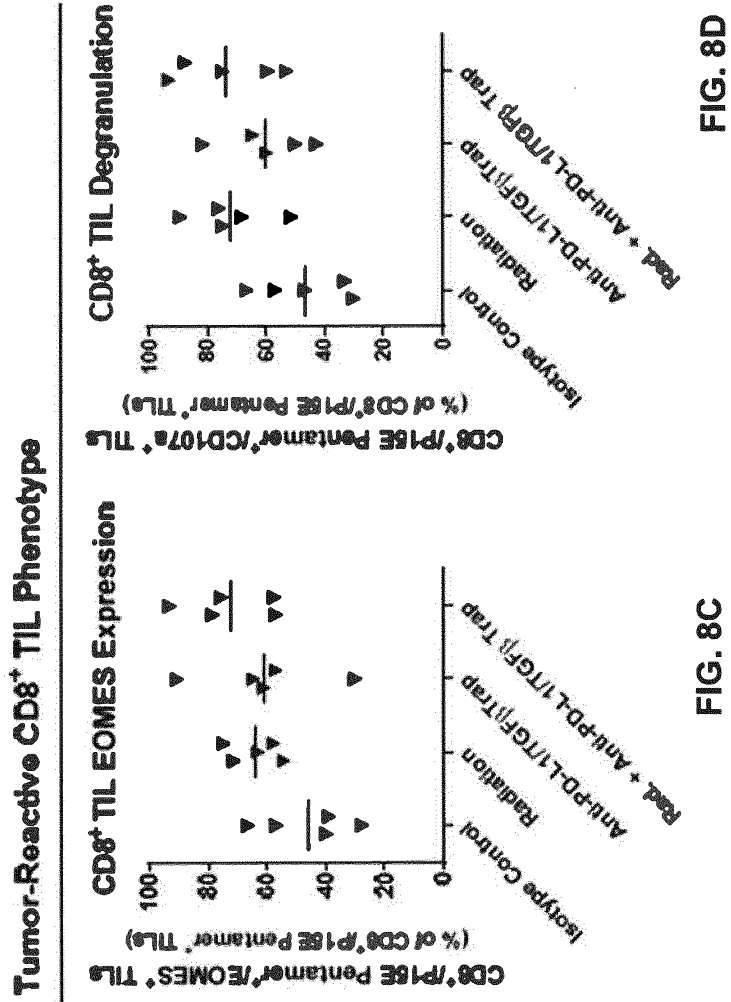 Tumor-Reactive CD8⁺ TIL Phenotype
CD8⁺ TIL EOMES Expression
CD8⁺/P15E Pentamer⁺/EOMES⁺ TILs
(% of CD8⁺/P15E Pentamer⁺ TILs)
100
80
60
40
20
0
Isotype Control
Radiation
Anti-PD-L1/TGFβ Trap
Rad. + Anti-PD-L1/TGFβ Trap
FIG. 8C
CD8⁺ TIL Degranulation
CD8⁺/P15E Pentamer⁺/CD107a⁺ TILs
(% of CD8⁺/P15E Pentamer⁺ TILs)
100
80
60
40
20
0
Isotype Control
Radiation
Anti-PD-L1/TGFβ Trap
Rad. + Anti-PD-L1/TGFβ Trap
FIG. 8D